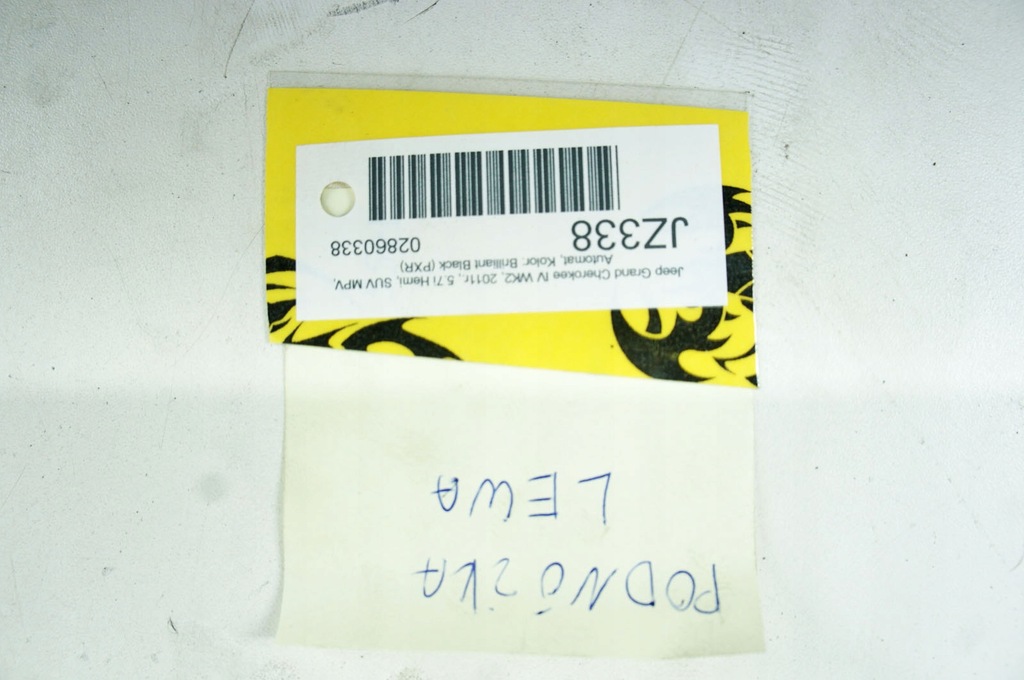 PODNÓŻKA
LEWA
Jeep Grand Cherokee IV WK2, 2011r., 5.7i Hemi, SUV MPV,
Automat, Kolor: Brilliant Black (PXR)
JZ338 02860338